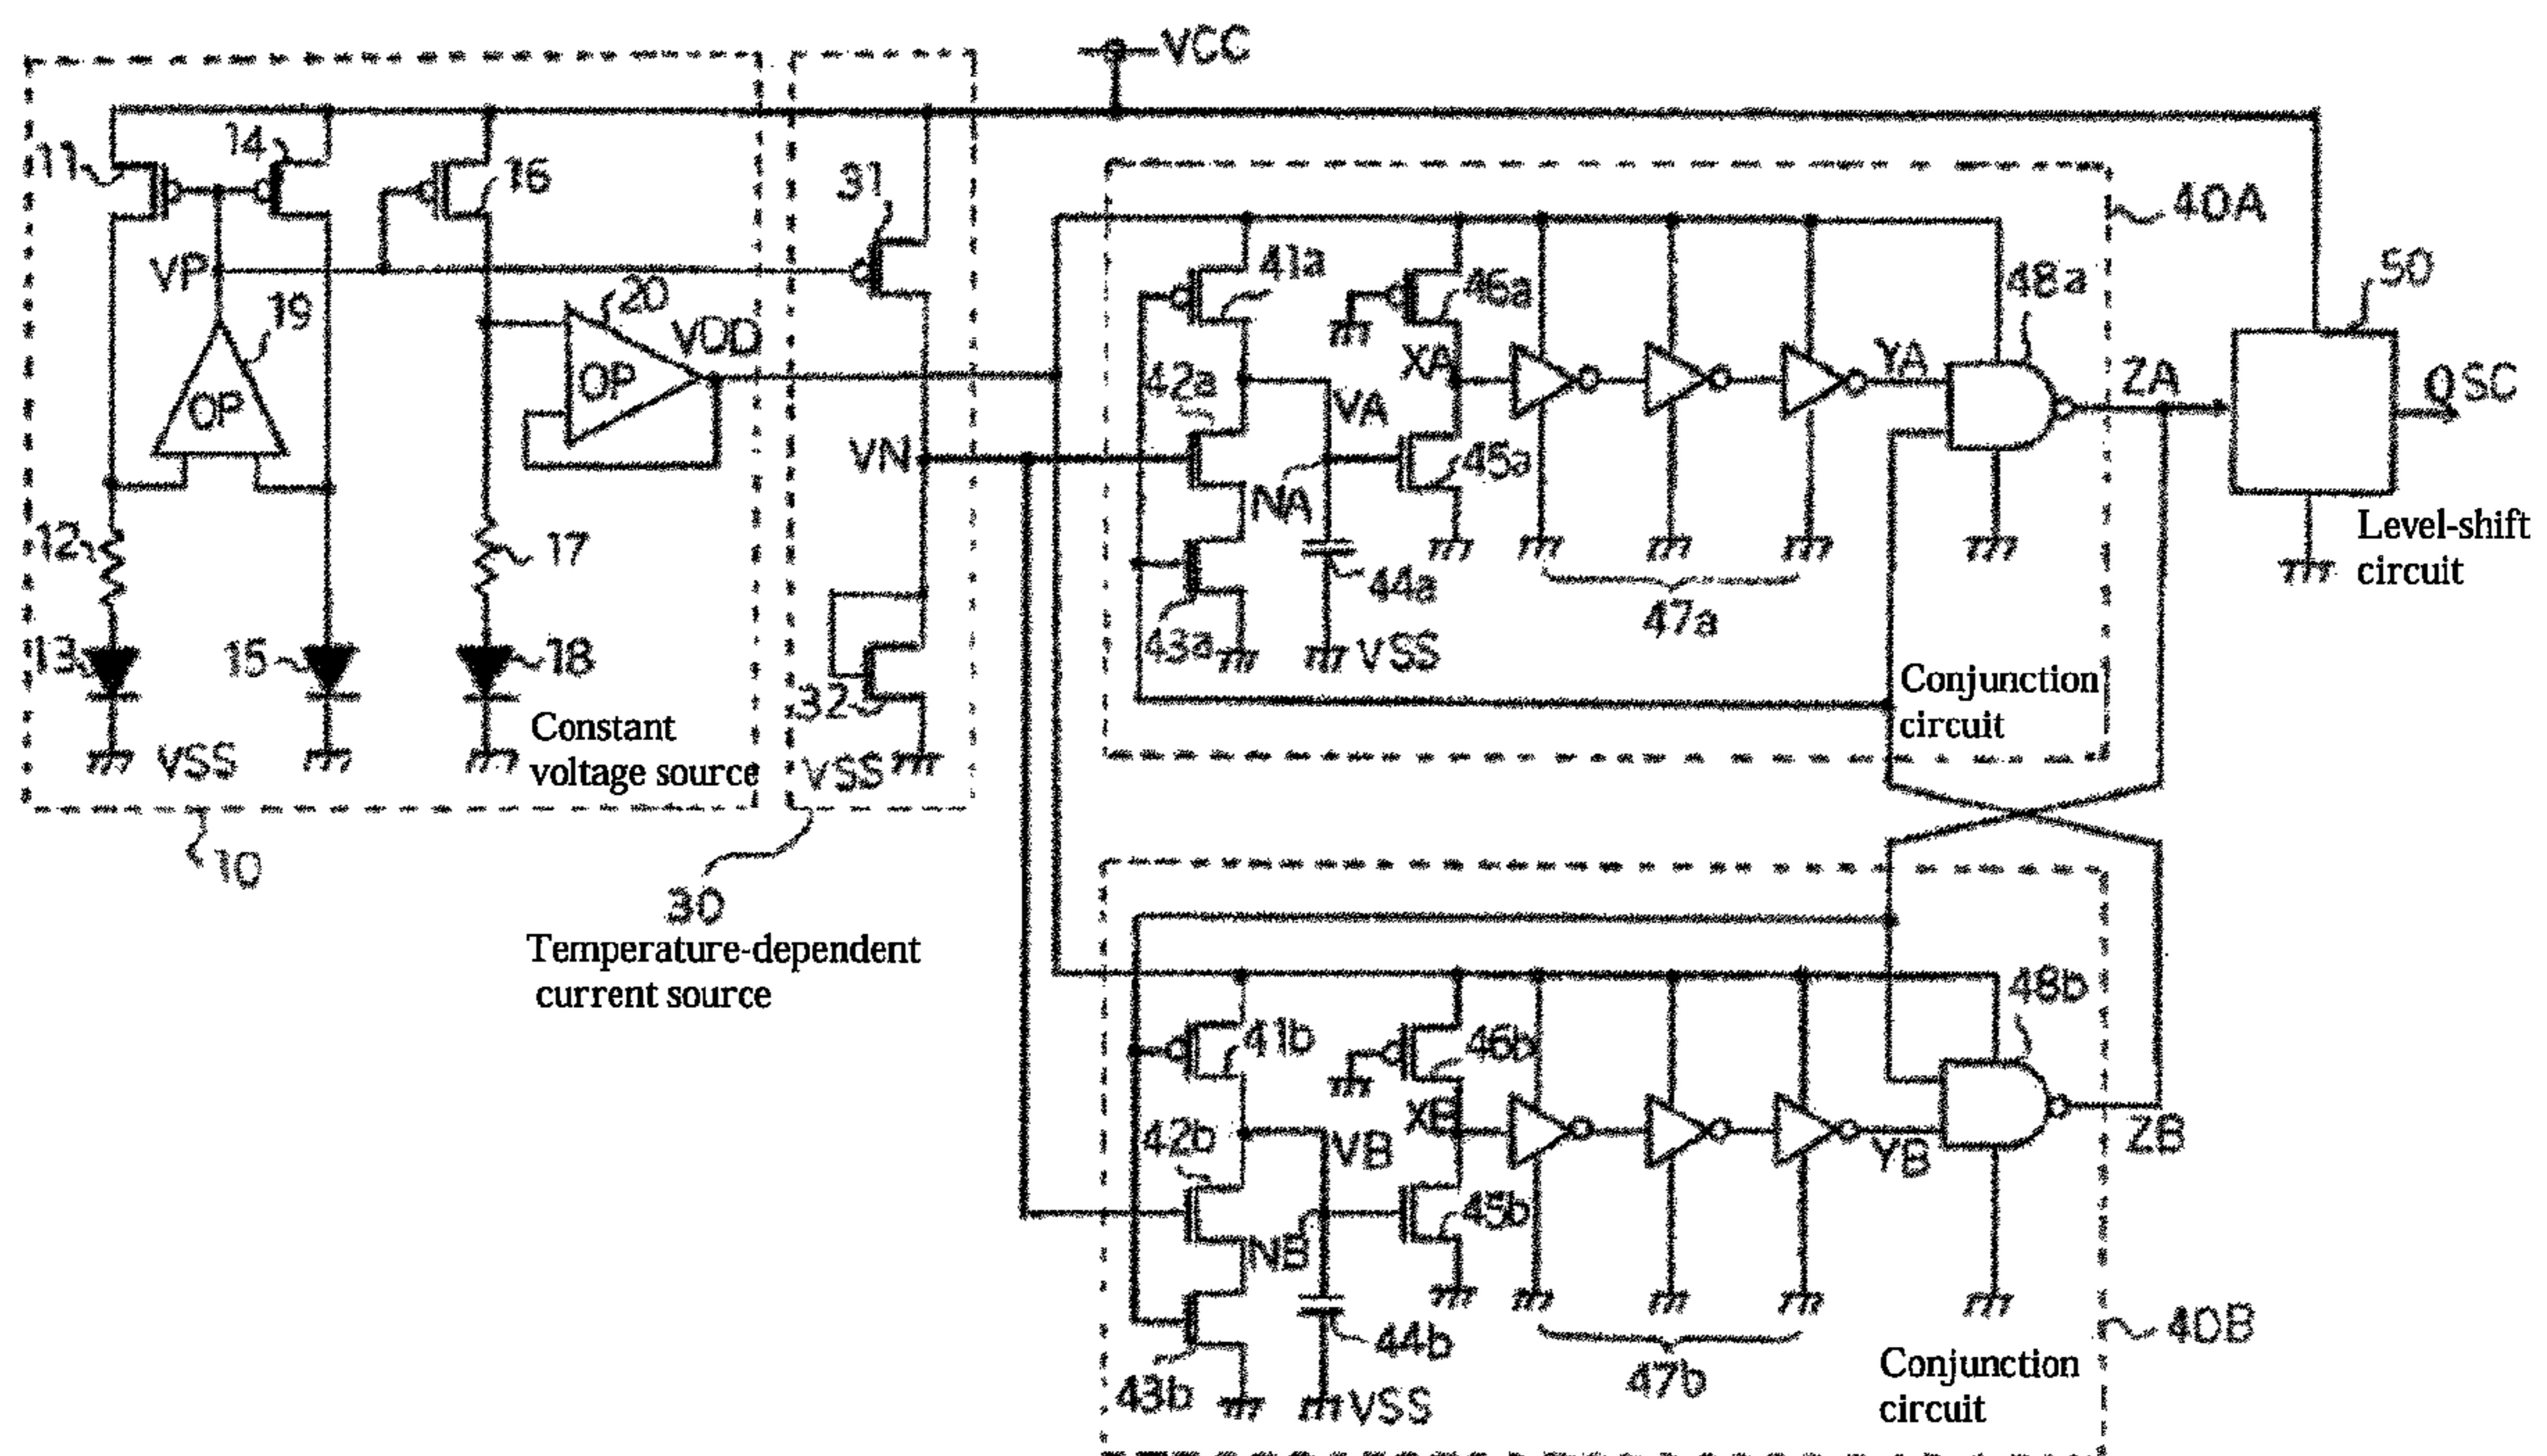 VCC
11
14
16
31
40A
41a
46a
48a
50
VP
19
20
VDD
OP
OP
42a
XA
VA
YA
ZA
OSC
VN
NA
45a
12
17
44a
47a
43a
VSS
Level-shift
circuit
13
15
18
32
VSS
VSS
Constant
voltage source
Conjunction
circuit
10
30
Temperature-dependent
current source
41b
46b
48b
42b
XB
VB
YB
ZB
NB
45b
44b
47b
43b
VSS
40B
Conjunction
circuit